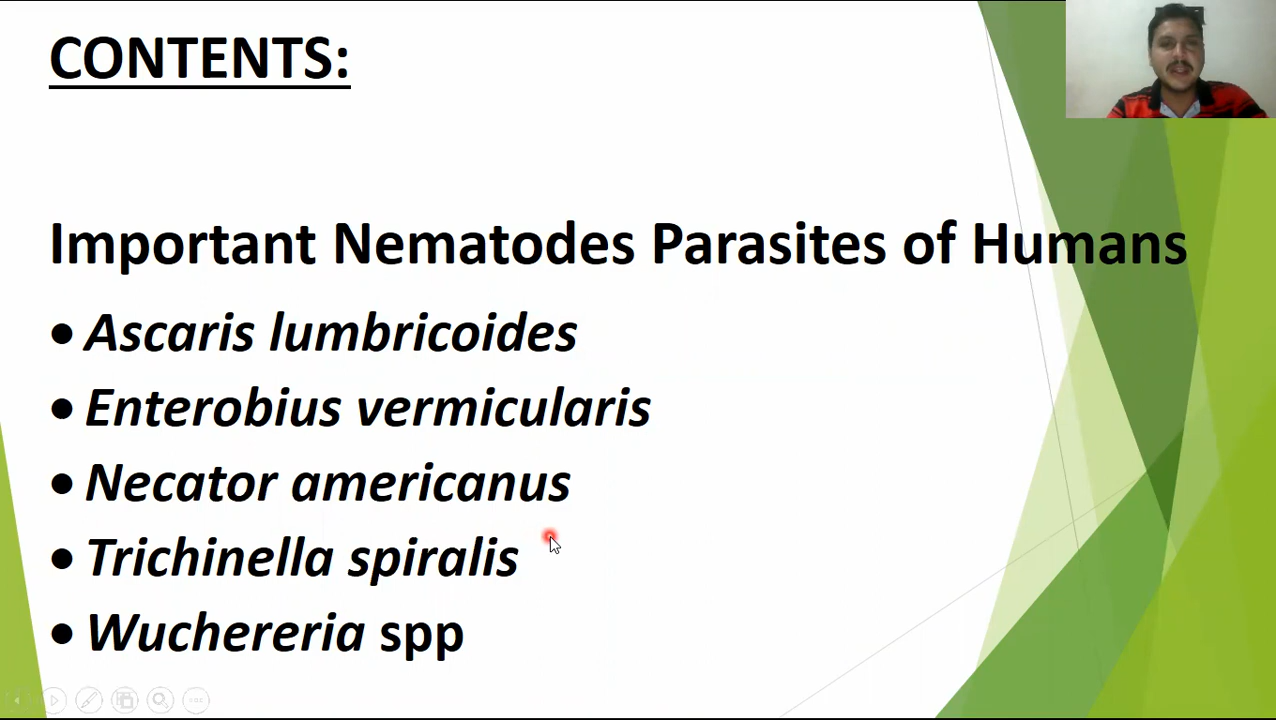 CONTENTS:
Important Nematodes Parasites of Humans
• Ascaris lumbricoides
• Enterobius vermicularis
• Necator americanus
• Trichinella spiralis
• Wuchereria spp